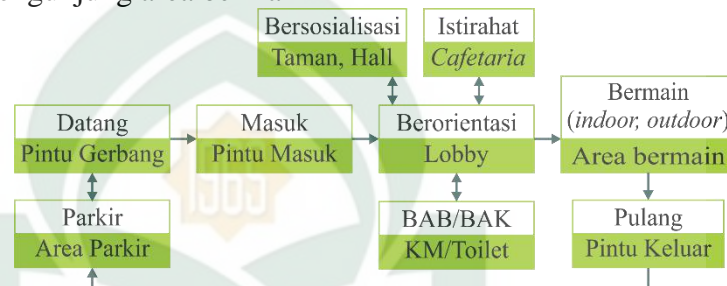 Bersosialisasi
Taman, Hall
Istirahat
Cafetaria
Datang
Pintu Gerbang
Masuk
Pintu Masuk
Berorientasi
Lobby
Bermain
(indoor, outdoor)
Area bermain
Parkir
Area Parkir
BAB/BAK
KM/Toilet
Pulang
Pintu Keluar
1965